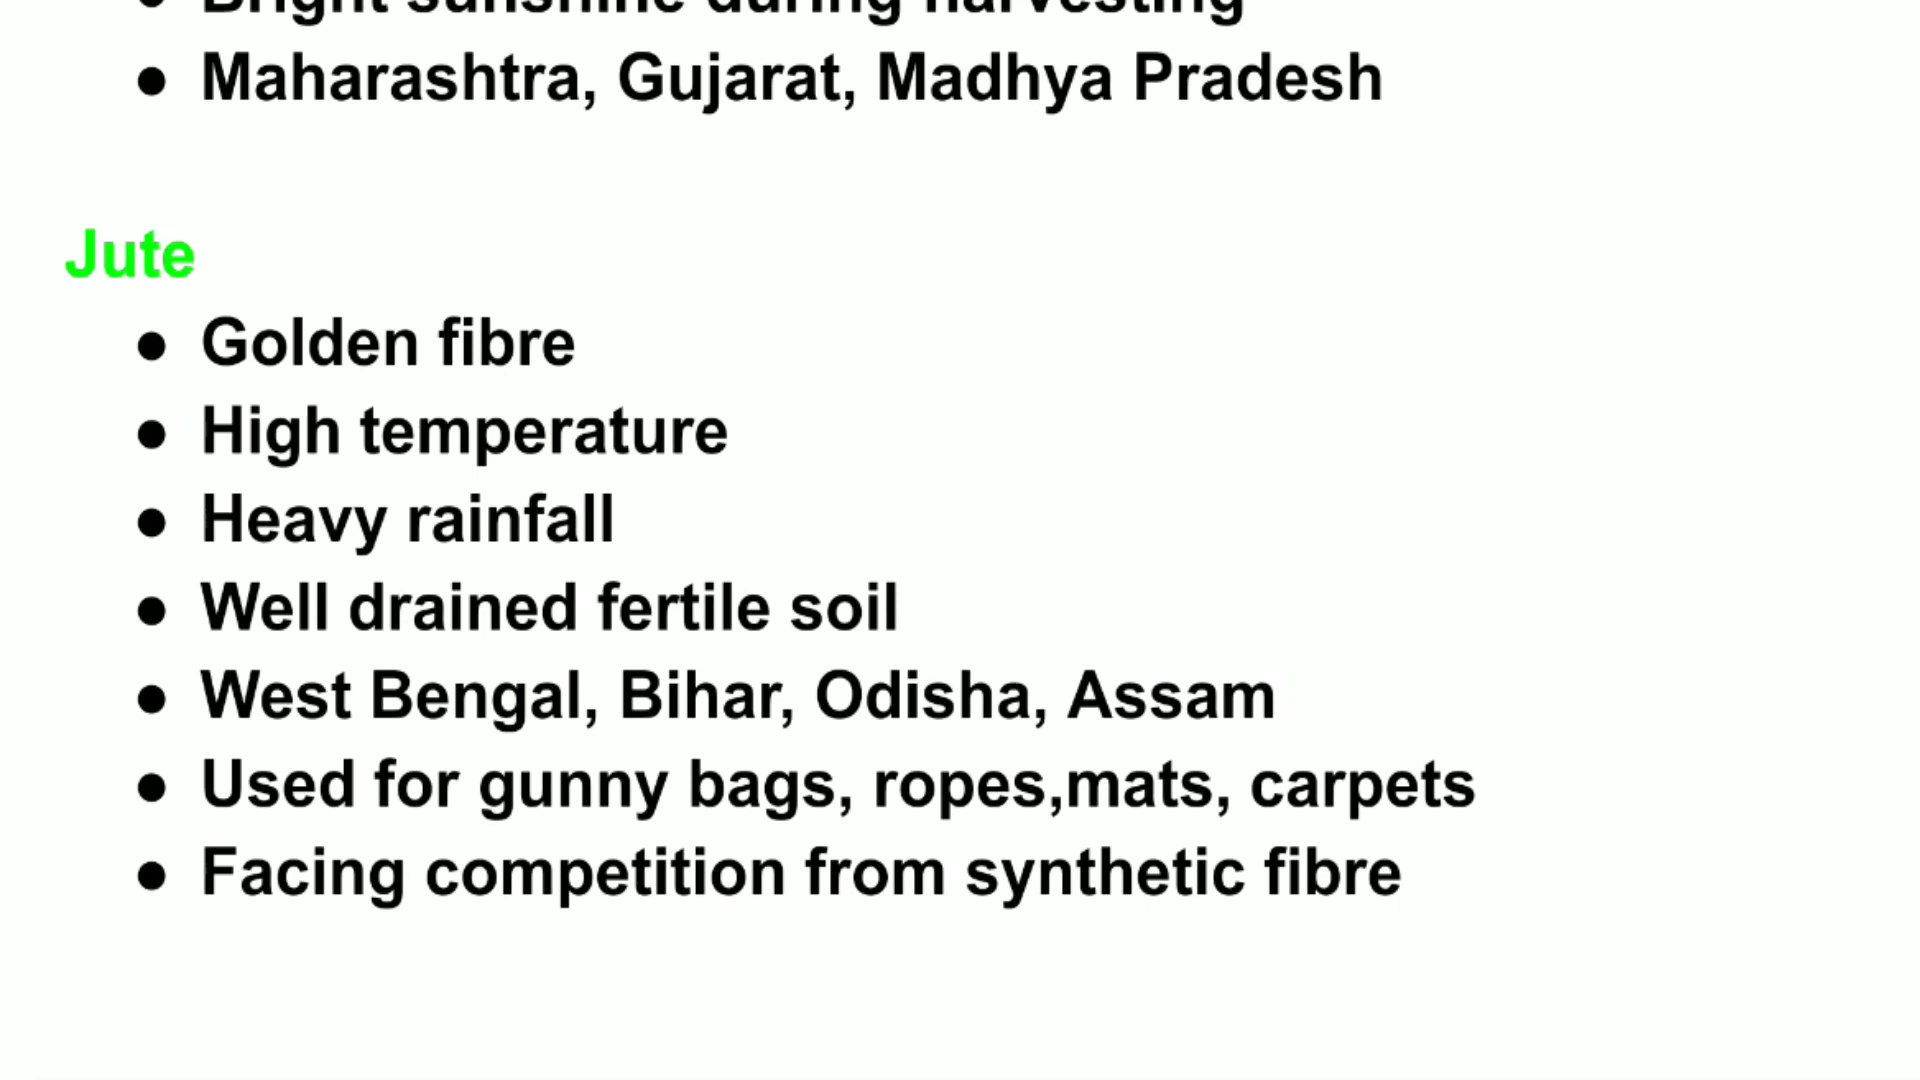 ● Bright sunshine during harvesting
● Maharashtra, Gujarat, Madhya Pradesh
Jute
● Golden fibre
● High temperature
● Heavy rainfall
● Well drained fertile soil
● West Bengal, Bihar, Odisha, Assam
● Used for gunny bags, ropes,mats, carpets
● Facing competition from synthetic fibre